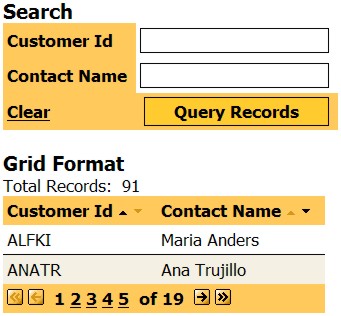 Search
Customer Id
Contact Name
Clear Query Records
Grid Format
Total Records: 91
Customer Id Contact Name
ALFKI Maria Anders
ANATR Ana Trujillo
1 2 3 4 5 of 19